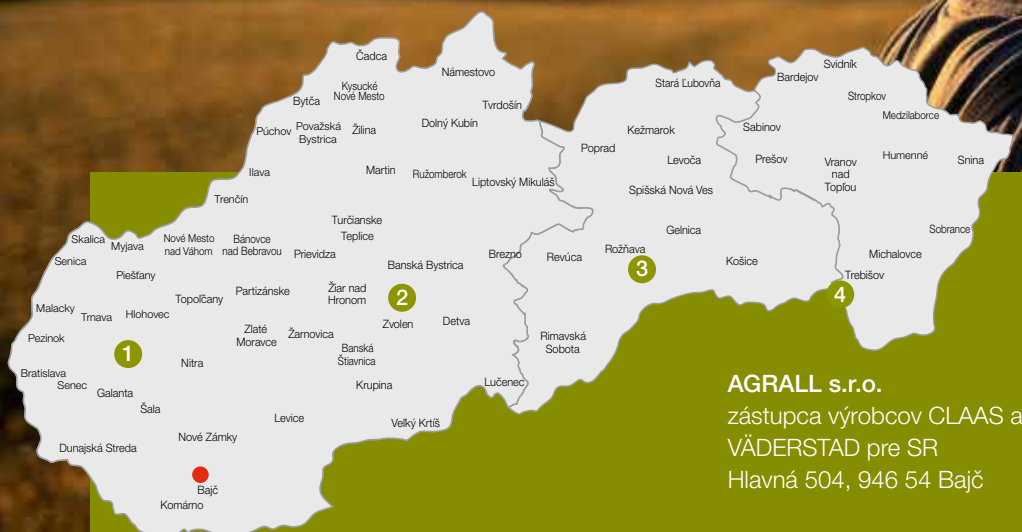 Čadca
Námestovo
Kysucké
Nové Mesto
Bytča
Tvrdošín
Púchov
Považská
Bystrica
Žilina
Dolný Kubín
Ilava
Martin
Ružomberok
Liptovský Mikuláš
Trenčín
Turčianske
Teplice
Skalica
Myjava
Nové Mesto
nad Váhom
Bánovce
nad Bebravou
Prievidza
Senica
Piešťany
Banská Bystrica
Brezno
Malacky
Trnava
Hlohovec
Topoľčany
Partizánske
Žiar nad
Hronom
2
Zvolen
Detva
Pezinok
1
Zlaté
Moravce
Žarnovica
Banská
Štiavnica
Bratislava
Senec
Nitra
Krupina
Lučenec
Galanta
Šala
Levice
Veľký Krtíš
Dunajská Streda
Nové Zámky
Bajč
Komárno
Stará Ľubovňa
Kežmarok
Poprad
Levoča
Spišská Nová Ves
Gelnica
Revúca
Rožňava
3
Košice
Rimavská
Sobota
Svidník
Bardejov
Stropkov
Medzilaborce
Sabinov
Prešov
Vranov
nad
Topľou
Humenné
Snina
Sobrance
Michalovce
Trebišov
4
AGRALL s.r.o.
zástupca výrobcov CLAAS a
VÄDERSTAD pre SR
Hlavná 504, 946 54 Bajč